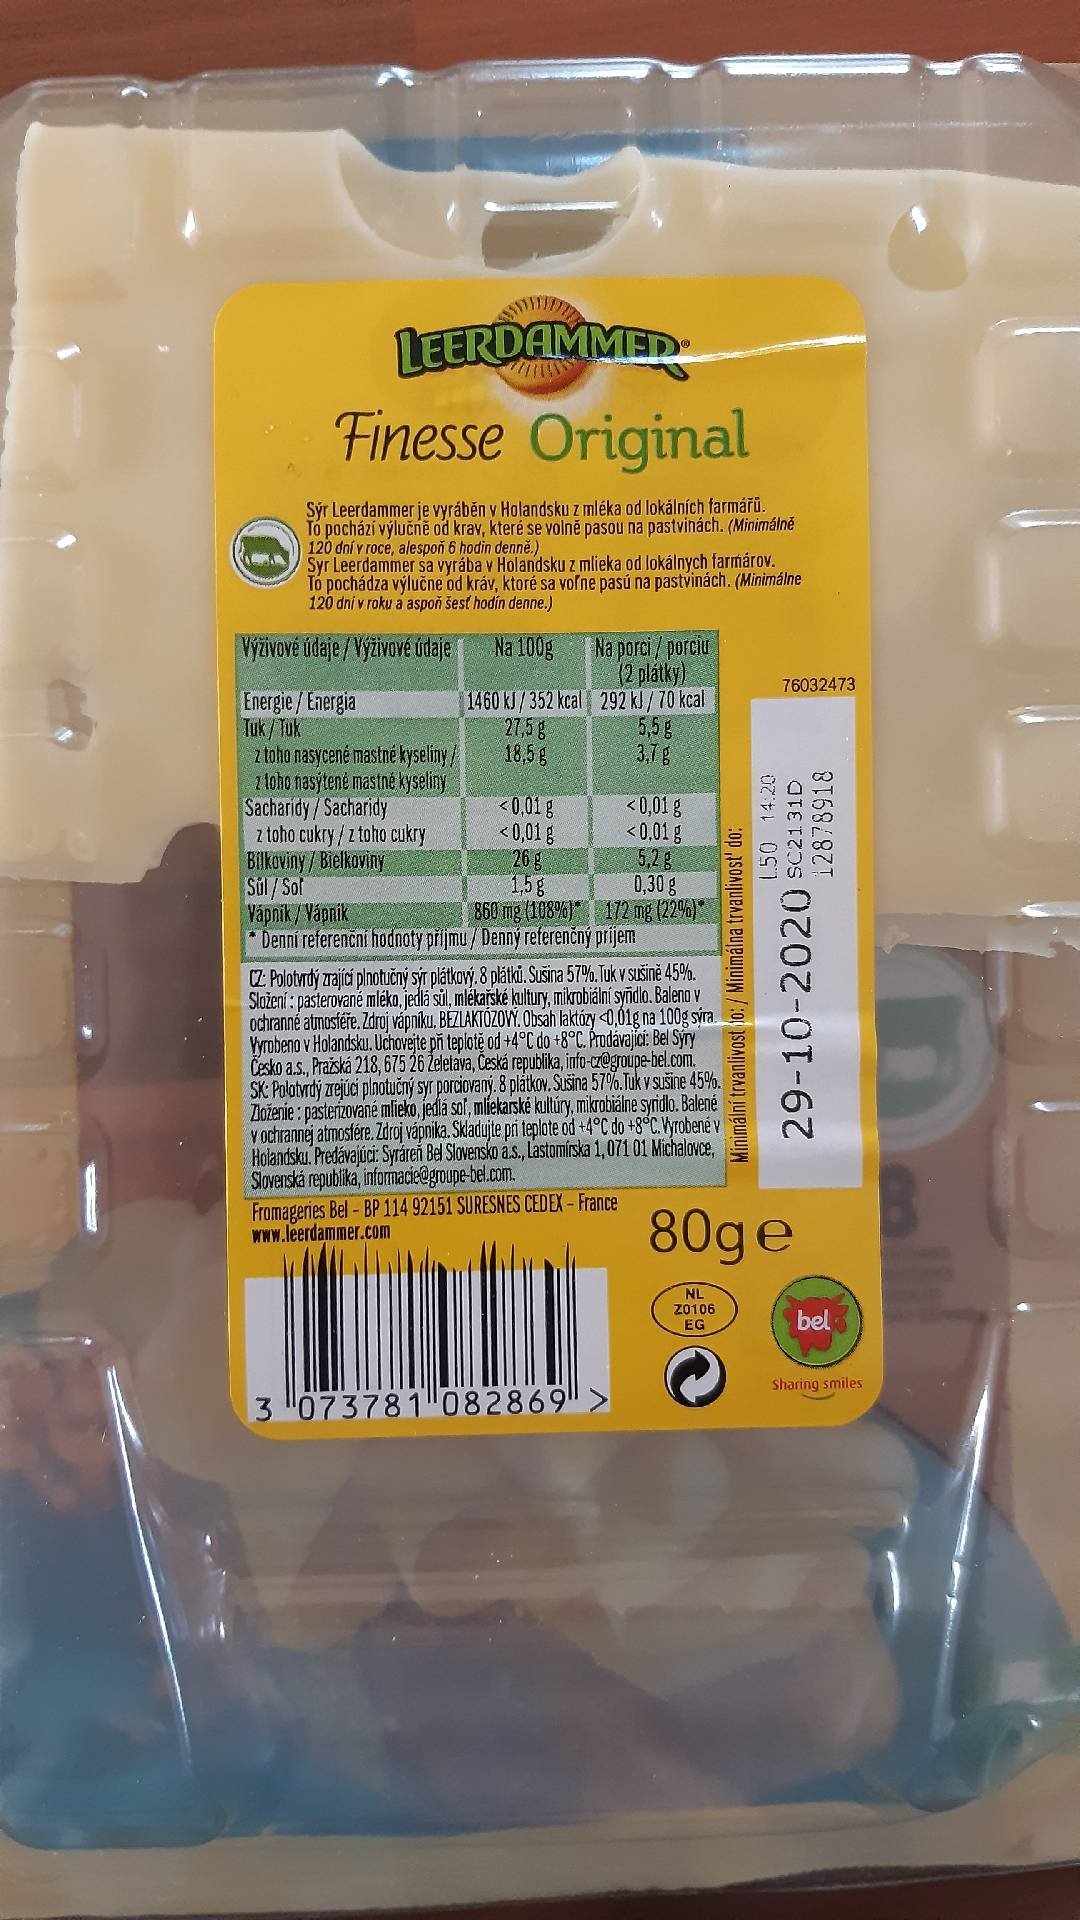 LEERDAMMER®
Finesse Original
Sýr Leerdammer je vyráběn v Holandsku z mléka od lokálních farmářů.
To pochází výlučně od krav, které se volně pasou na pastvinách. (Minimálně
120 dní v roce, alespoň 6 hodin denně.)
Syr Leerdammer sa vyrába v Holandsku z mlieka od lokálnych farmárov.
To pochádza výlučne od kráv, ktoré sa voľne pasú na pastvinách. (Minimálne
120 dní v roku a aspoň šesť hodín denne.)
Výživové údaje / Výživové údaje Na 100g Na porci / porciu
(2 plátky)
Energie / Energia 1460 kJ / 352 kcal 292 kJ / 70 kcal
Tuk / Tuk 27,5 g 5,5 g
z toho nasycené mastné kyseliny / 18,5 g 3,7 g
z toho nasýtené mastné kyseliny
Sacharidy / Sacharidy <0,01 g <0,01 g
z toho cukry / z toho cukry <0,01 g <0,01 g
Bílkoviny / Bielkoviny 26 g 5,2 g
Sůl / Soľ 1,5 g 0,30 g
Vápník / Vápnik 860 mg (108%)* 172 mg (22%)*
* Denní referenční hodnoty příjmu / Denný referenčný príjem
CZ: Polotvrdý zrající plnotučný sýr plátkový. 8 plátků. Sušina 57%. Tuk v sušině 45%.
Složení : pasterované mléko, jedlá sůl, mlékařské kultury, mikrobiální syřidlo. Baleno v
ochranné atmosféře. Zdroj vápníku. BEZLAKTÓZOVÝ. Obsah laktózy <0,01g na 100g sýra.
Vyrobeno v Holandsku. Uchovejte při teplotě od +4°C do +8°C. Prodávající: Bel Sýry
Česko a.s., Pražská 218, 675 26 Želetava, Česká republika, info-cz@groupe-bel.com.
SK: Polotvrdý zrejúci plnotučný syr porciovaný. 8 plátkov. Sušina 57%. Tuk v sušine 45%.
Zloženie : pasterizované mlieko, jedlá soľ, mliekarské kultúry, mikrobiálne syridlo. Balené
v ochrannej atmosfére. Zdroj vápnika. Skladujte pri teplote od +4°C do +8°C. Vyrobené v
Holandsku. Predávajúci: Syráreň Bel Slovensko a.s., Lastomírska 1, 071 01 Michalovce,
Slovenská republika, informacie@groupe-bel.com.
Fromageries Bel - BP 114 92151 SURESNES CEDEX - France
www.leerdammer.com
76032473
Minimální trvanlivost do: / Minimálna trvanlivosť do:
L50 14:20
29-10-2020 SC2131D
12878918
80g e
NL
Z0106
EG
bel
Sharing smiles
3 073781 082869 >
8